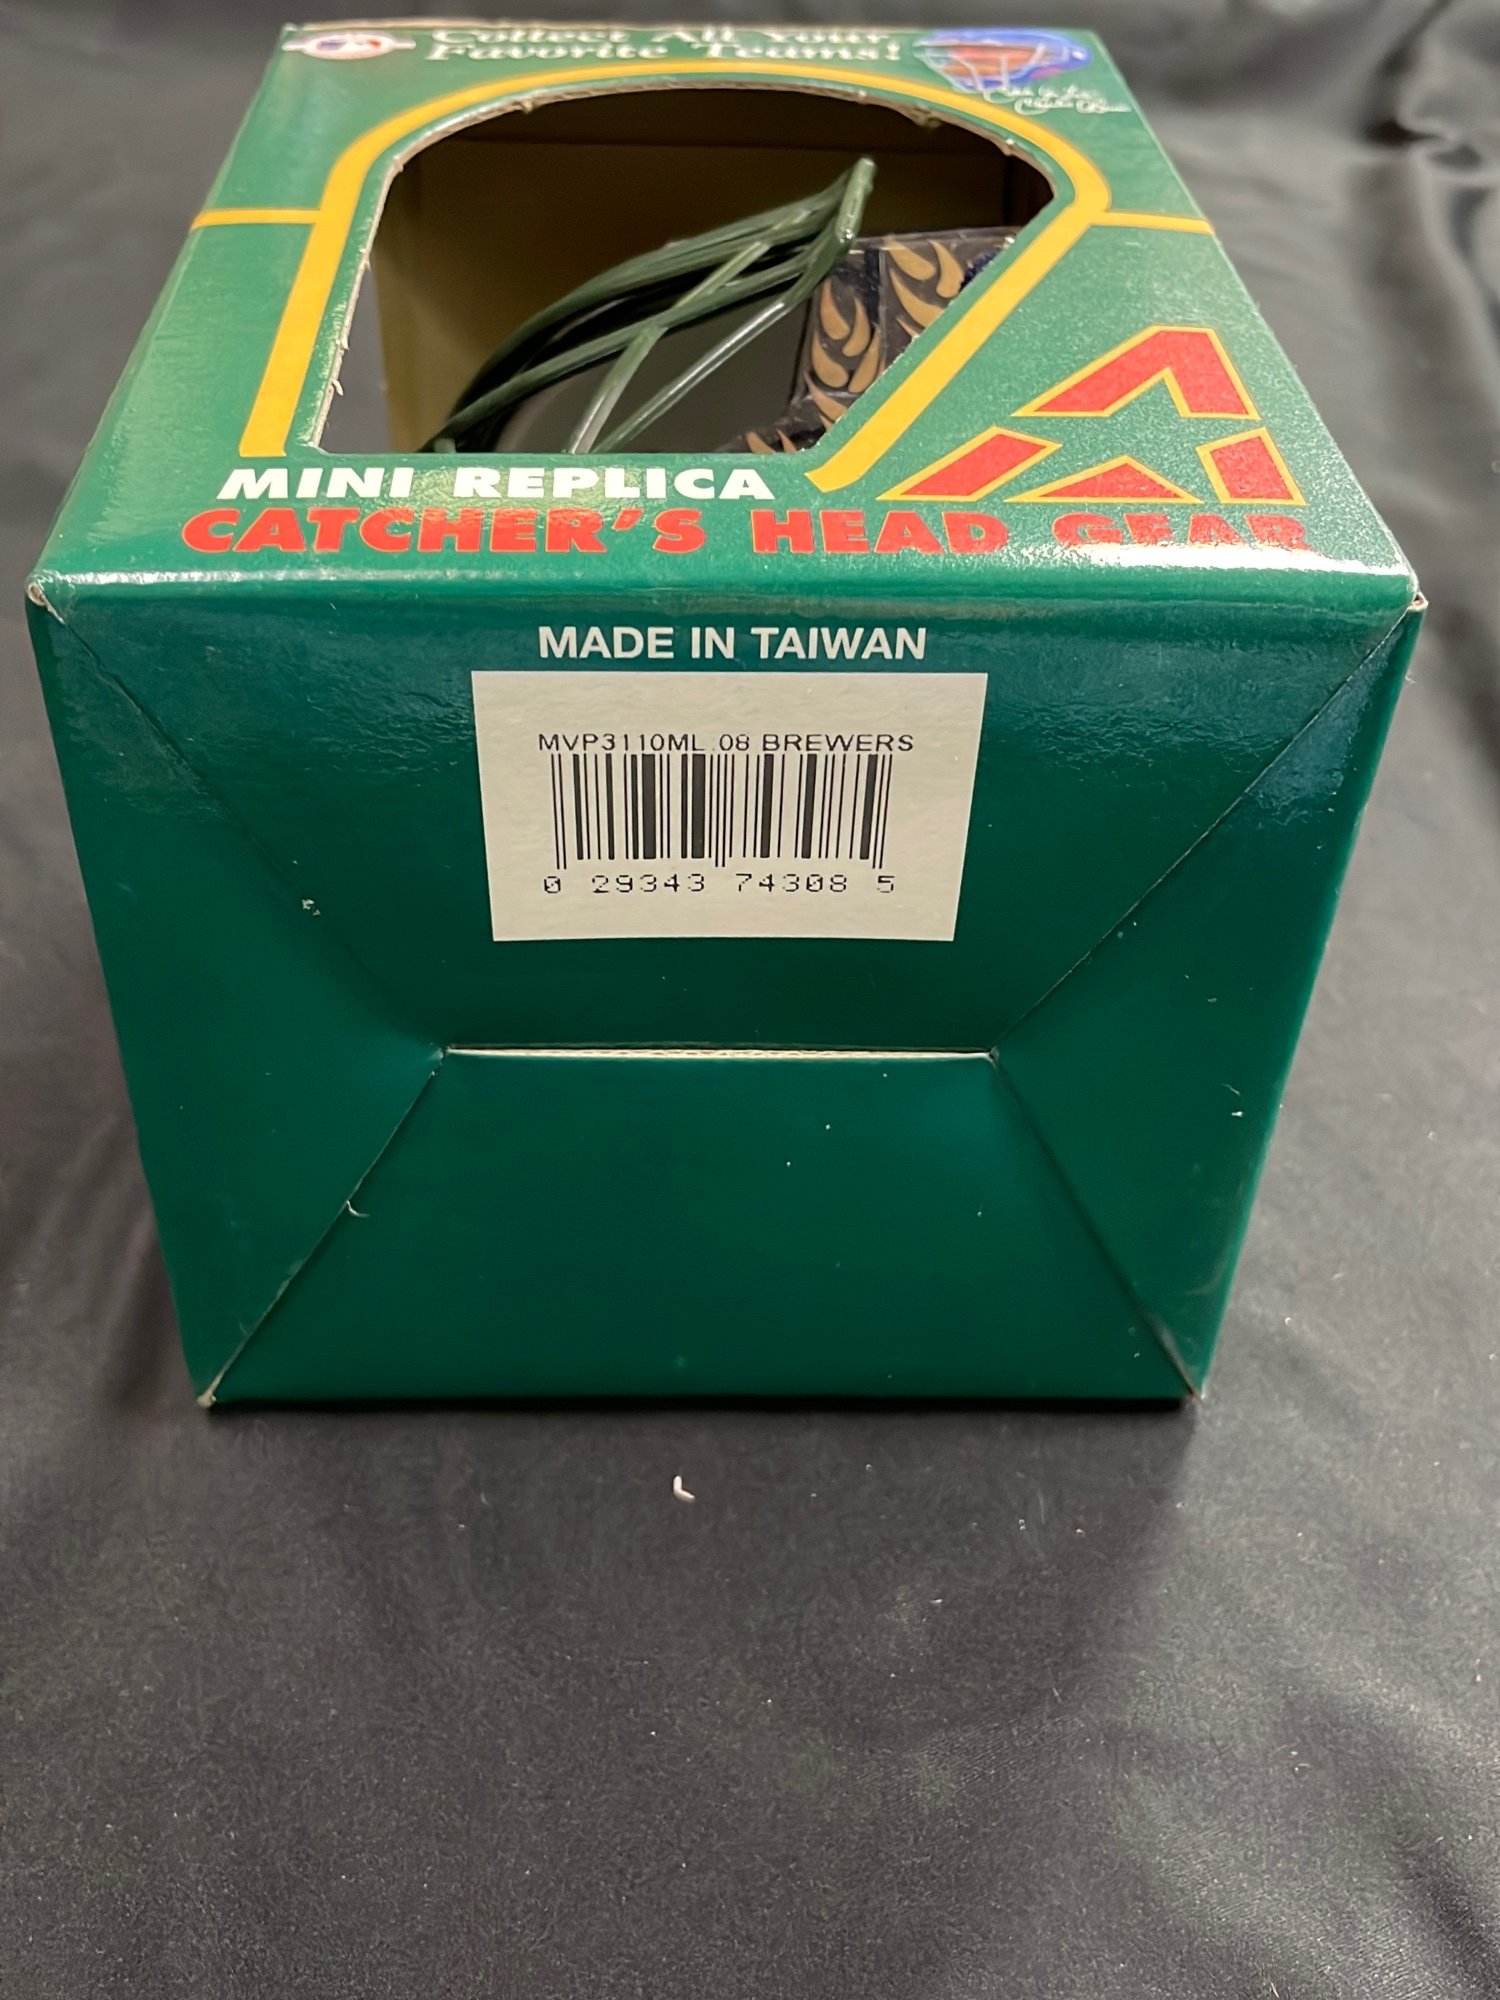 Collect All Your
Favorite Teams!
MINI REPLICA
CATCHER'S HEAD GEAR
MADE IN TAIWAN
MVP3110ML.08 BREWERS
0 29343 74308 5